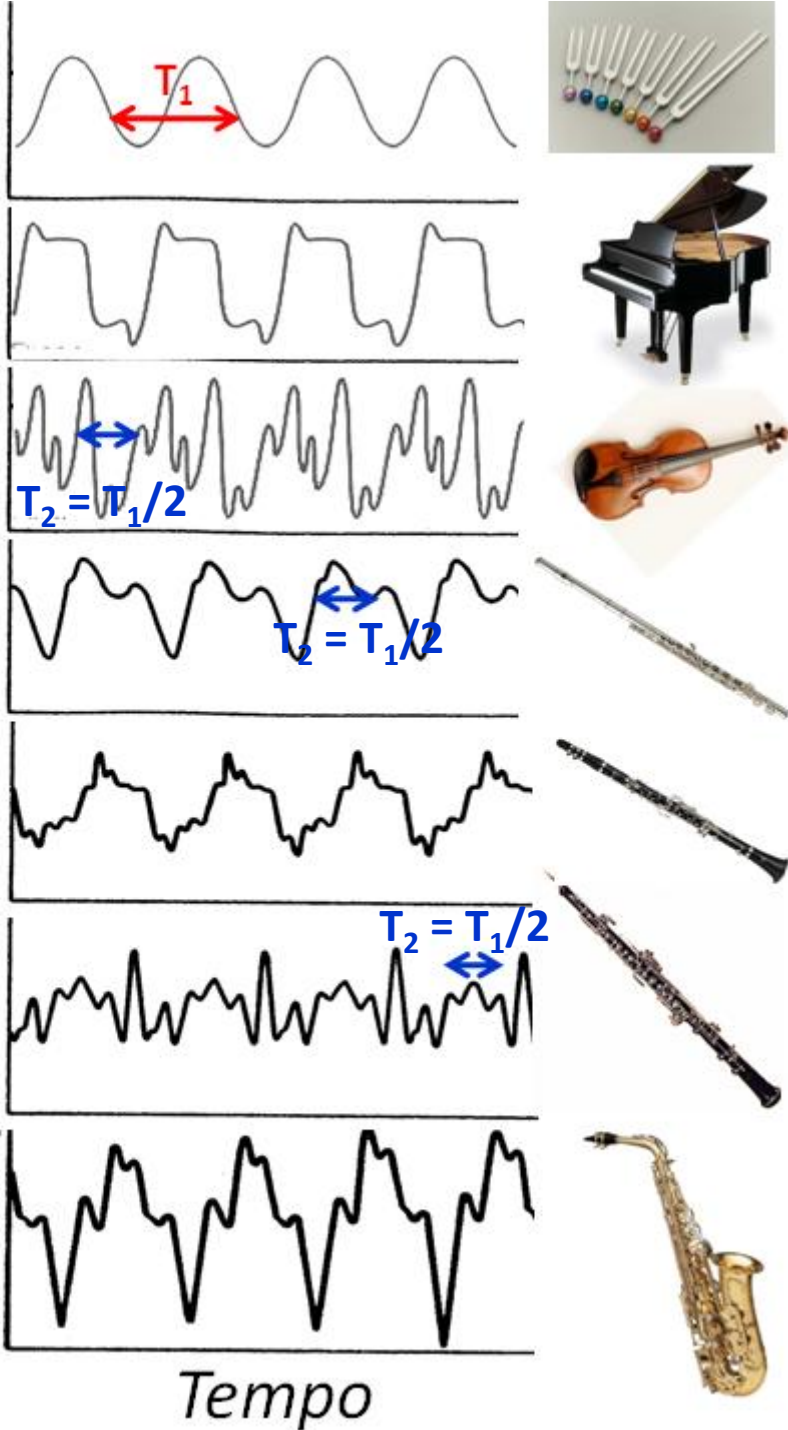 T₁
T₂ = T₁/2
T₂ = T₁/2
T₂ = T₁/2
Tempo